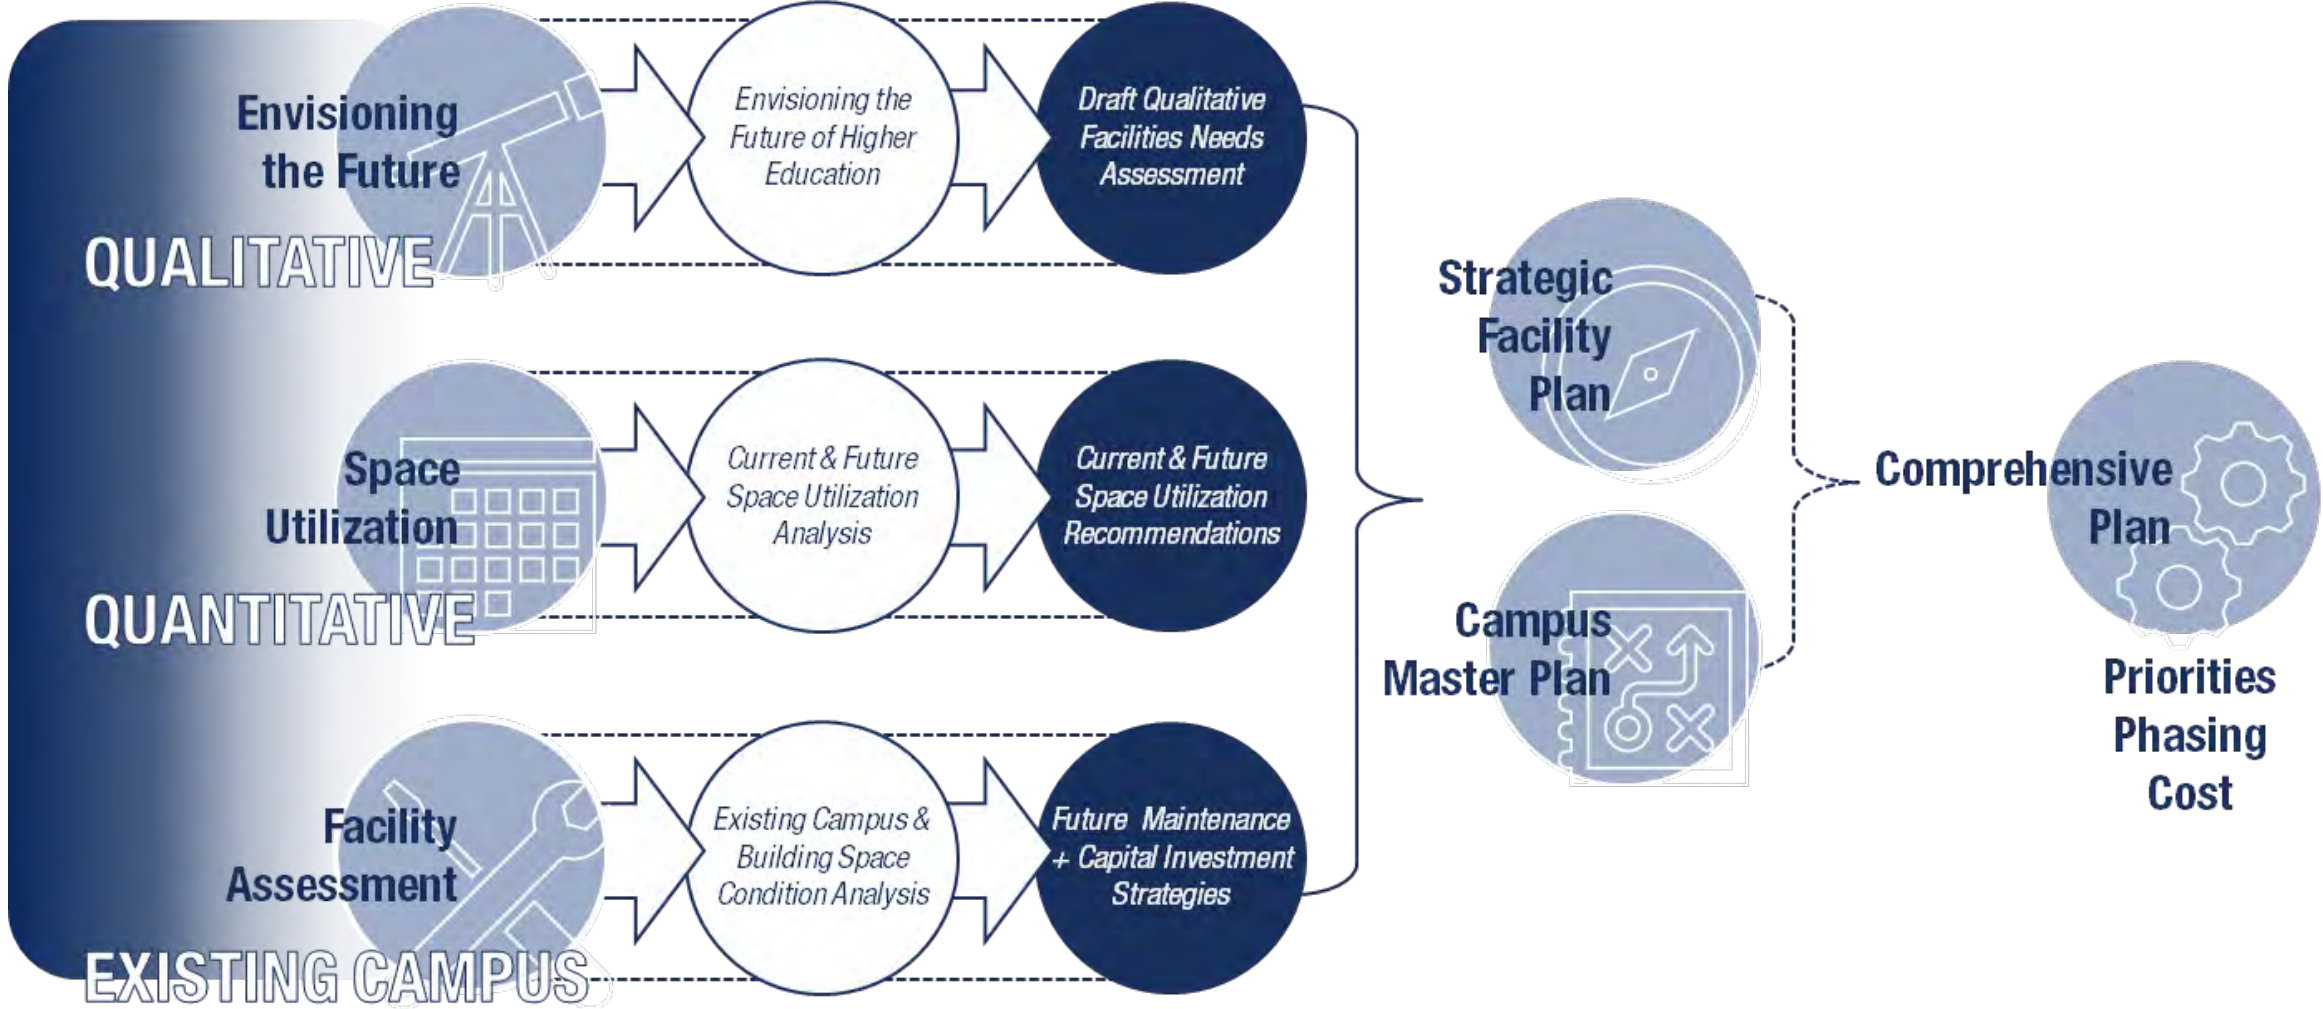 Envisioning
the Future
QUALITATIVE
Envisioning the
Future of Higher
Education
Draft Qualitative
Facilities Needs
Assessment
Space
Utilization
QUANTITATIVE
Current & Future
Space Utilization
Analysis
Current & Future
Space Utilization
Recommendations
Facility
Assessment
EXISTING CAMPUS
Existing Campus &
Building Space
Condition Analysis
Future Maintenance
+ Capital Investment
Strategies
Strategic
Facility
Plan
Campus
Master Plan
Comprehensive
Plan
Priorities
Phasing
Cost